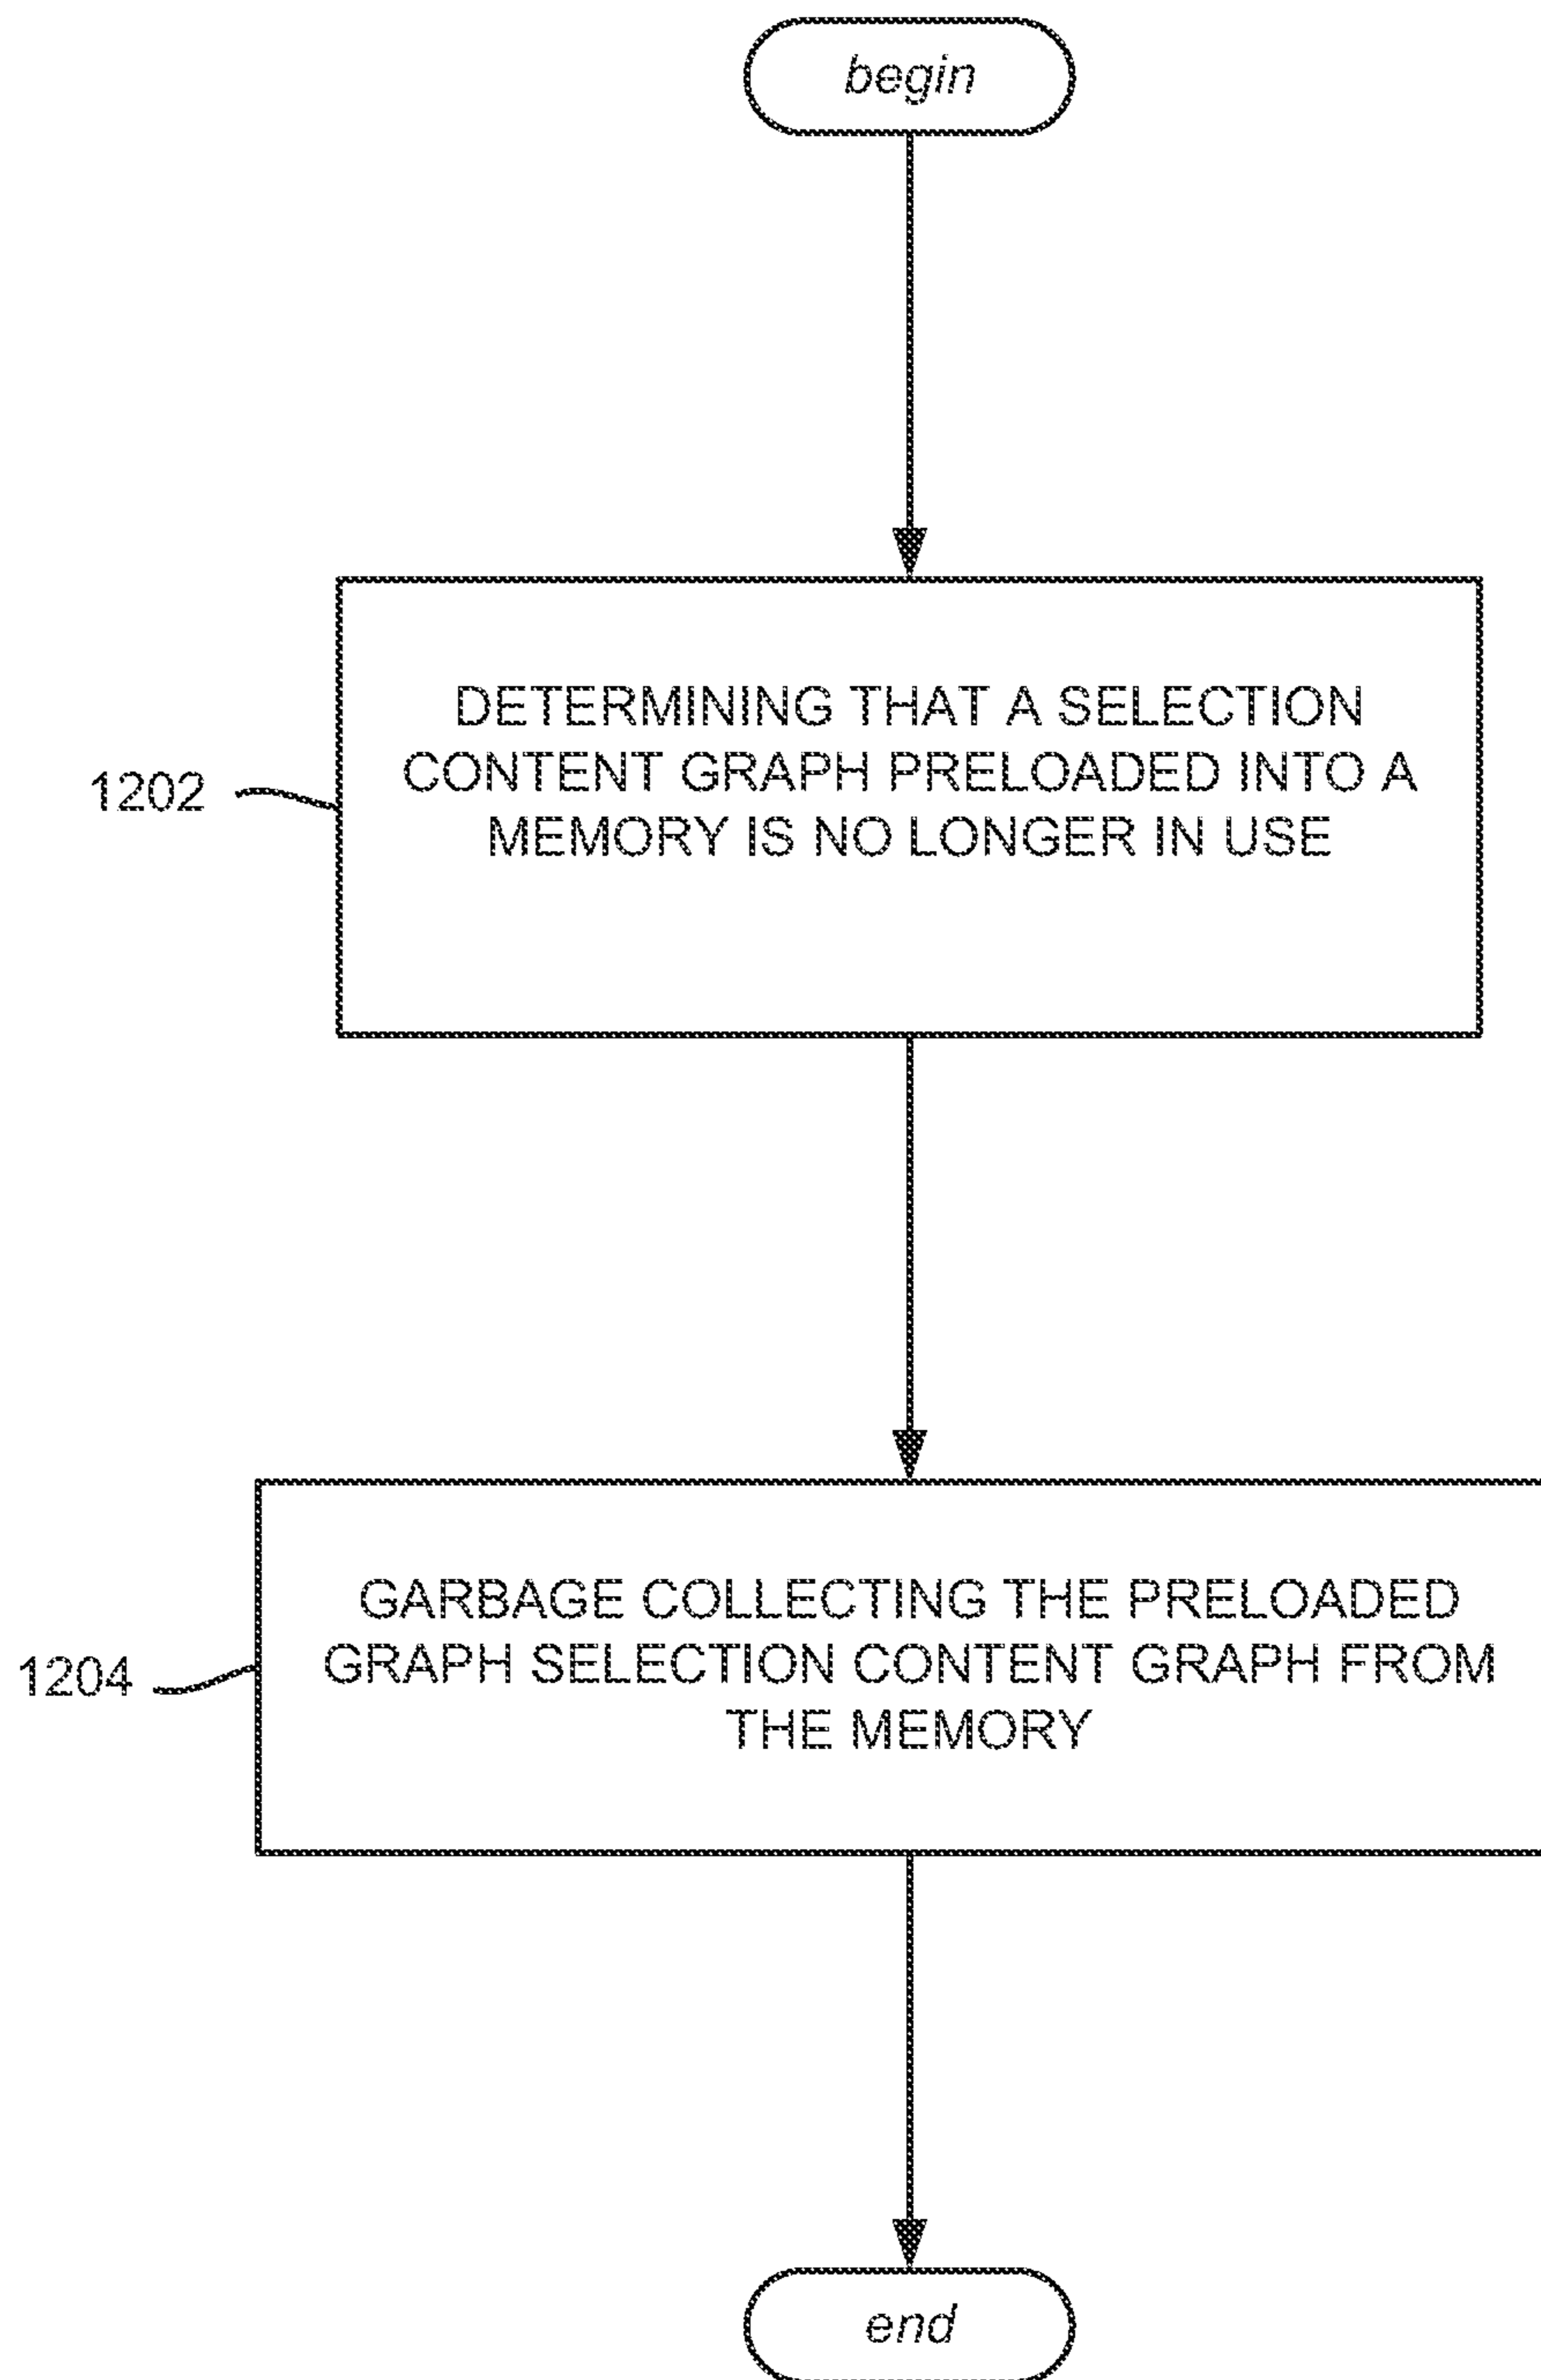 begin
DETERMINING THAT A SELECTION
CONTENT GRAPH PRELOADED INTO A
MEMORY IS NO LONGER IN USE
1202
GARBAGE COLLECTING THE PRELOADED
GRAPH SELECTION CONTENT GRAPH FROM
THE MEMORY
1204
end